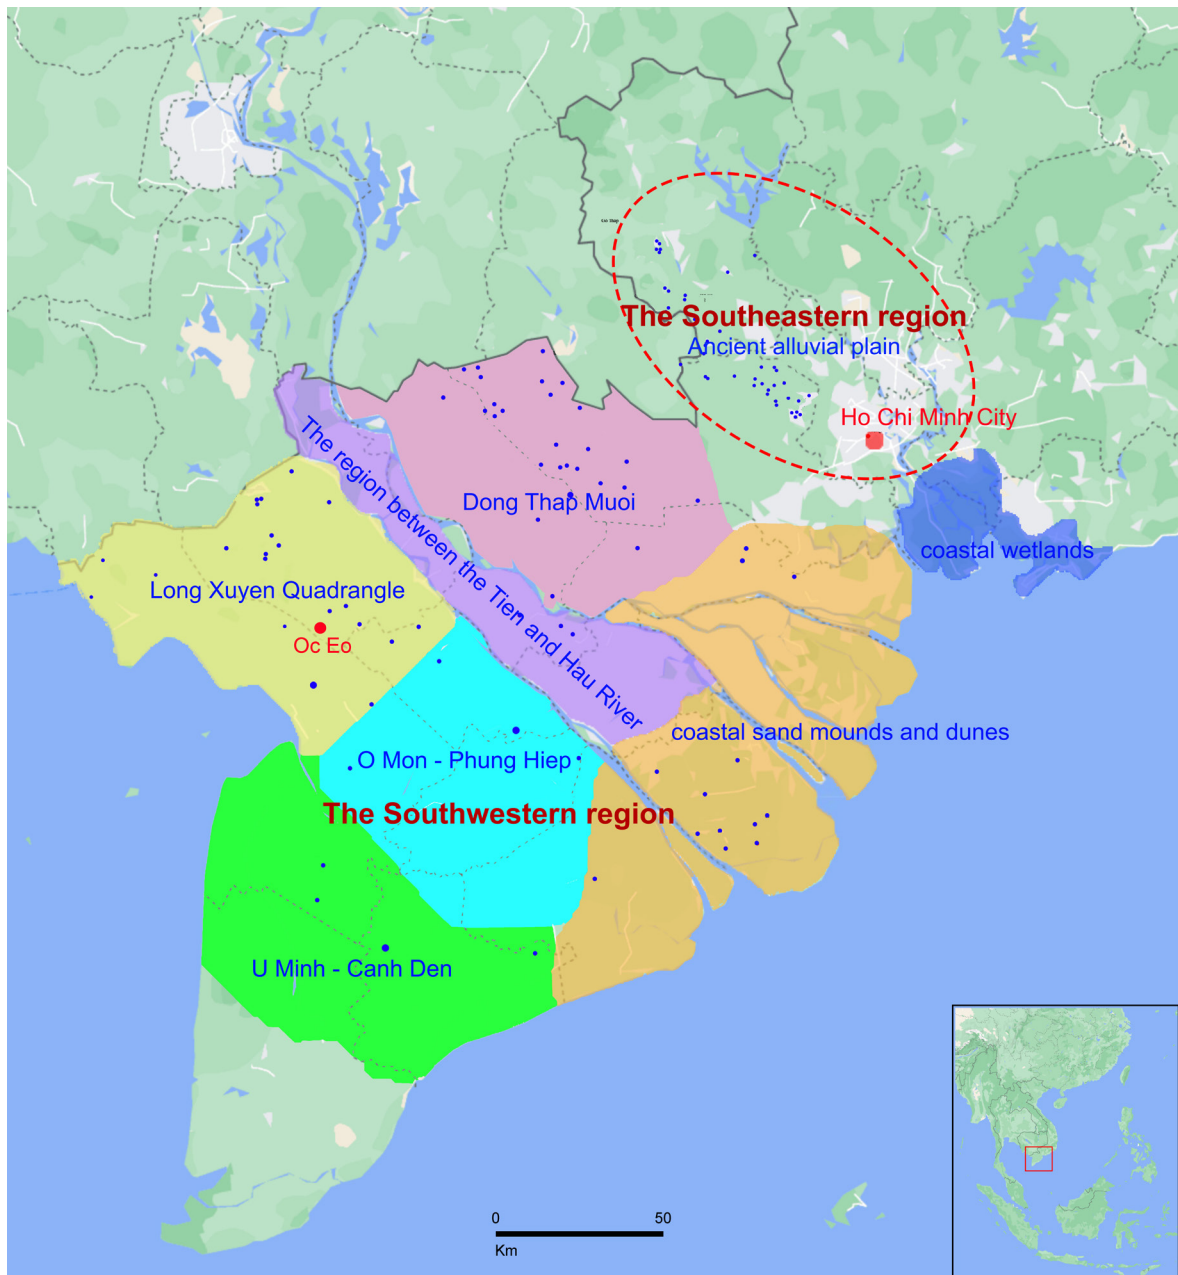 The Southeastern region
Ancient alluvial plain
Ho Chi Minh City
The region between the Tien and Hau River
Dong Thap Muoi
coastal wetlands
Long Xuyen Quadrangle
Oc Eo
coastal sand mounds and dunes
O Mon - Phung Hiep
The Southwestern region
U Minh - Canh Den
0
50
Km